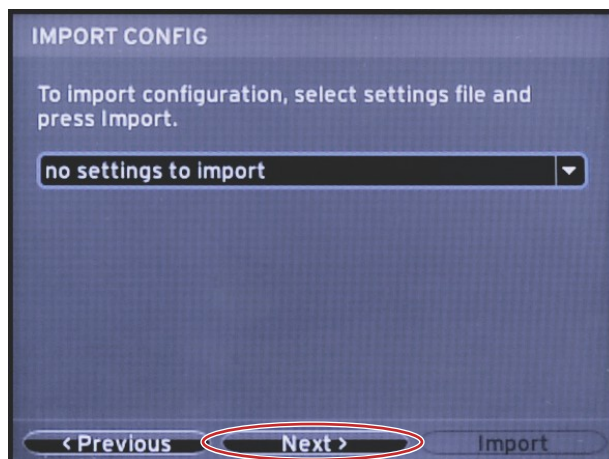 IMPORT CONFIG
To import configuration, select settings file and
press Import.
no settings to import
< Previous
Next >
Import